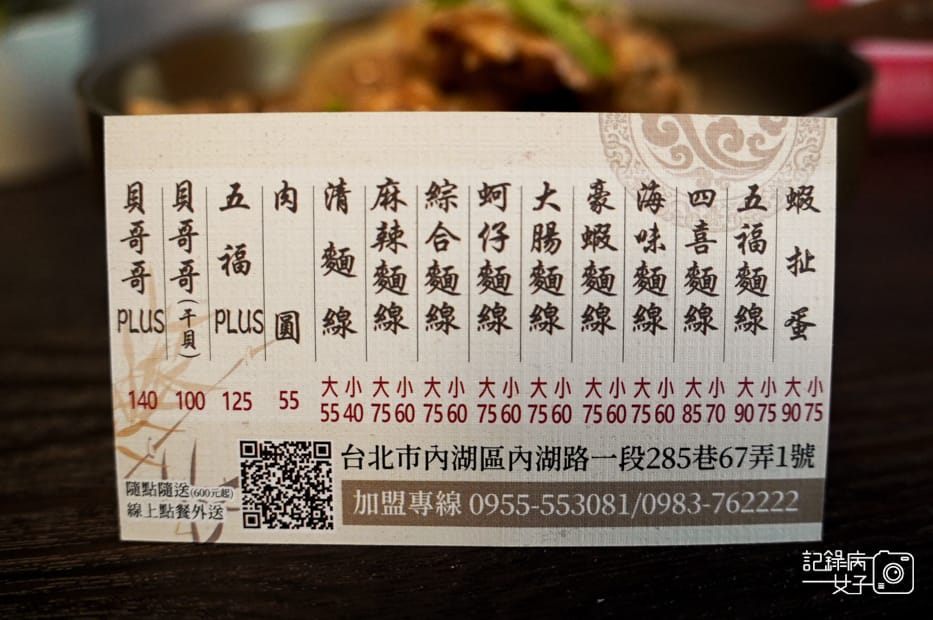 蝦扯蛋 大90 小75
五福麵線 大90 小75
四喜麵線 大85 小70
海味麵線 大75 小60
豪蝦麵線 大75 小60
大腸麵線 大75 小60
蚵仔麵線 大75 小60
綜合麵線 大75 小60
麻辣麵線 大75 小60
清麵線 大55 小40
肉圓 55
五福PLUS 125
貝哥哥(干貝) 100
貝哥哥PLUS 140
台北市內湖區內湖路一段285巷67弄1號
加盟專線 0955-553081/0983-762222
隨點隨送(600元起)
線上點餐外送
記錄病
女子